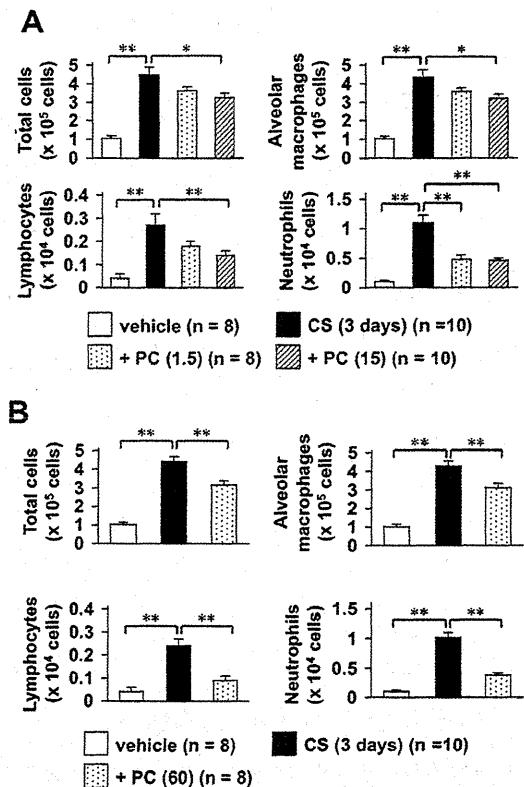 A
** *
Total cells
(x 10⁵ cells)
5
4
3
2
1
0
** *
Alveolar
macrophages
(x 10⁵ cells)
5
4
3
2
1
0
** **
Lymphocytes
(x 10⁴ cells)
0.4
0.3
0.2
0.1
0
**
** **
Neutrophils
(x 10⁴ cells)
1.5
1
0.5
0
vehicle (n = 8) CS (3 days) (n =10)
+ PC (1.5) (n = 8) + PC (15) (n = 10)
B
** **
Total cells
(x 10⁵ cells)
5
4
3
2
1
0
** **
Alveolar
macrophages
(x 10⁵ cells)
5
4
3
2
1
0
** **
Lymphocytes
(x 10⁴ cells)
0.4
0.3
0.2
0.1
0
** **
Neutrophils
(x 10⁴ cells)
1.5
1
0.5
0
vehicle (n = 8) CS (3 days) (n =10)
+ PC (60) (n = 8)